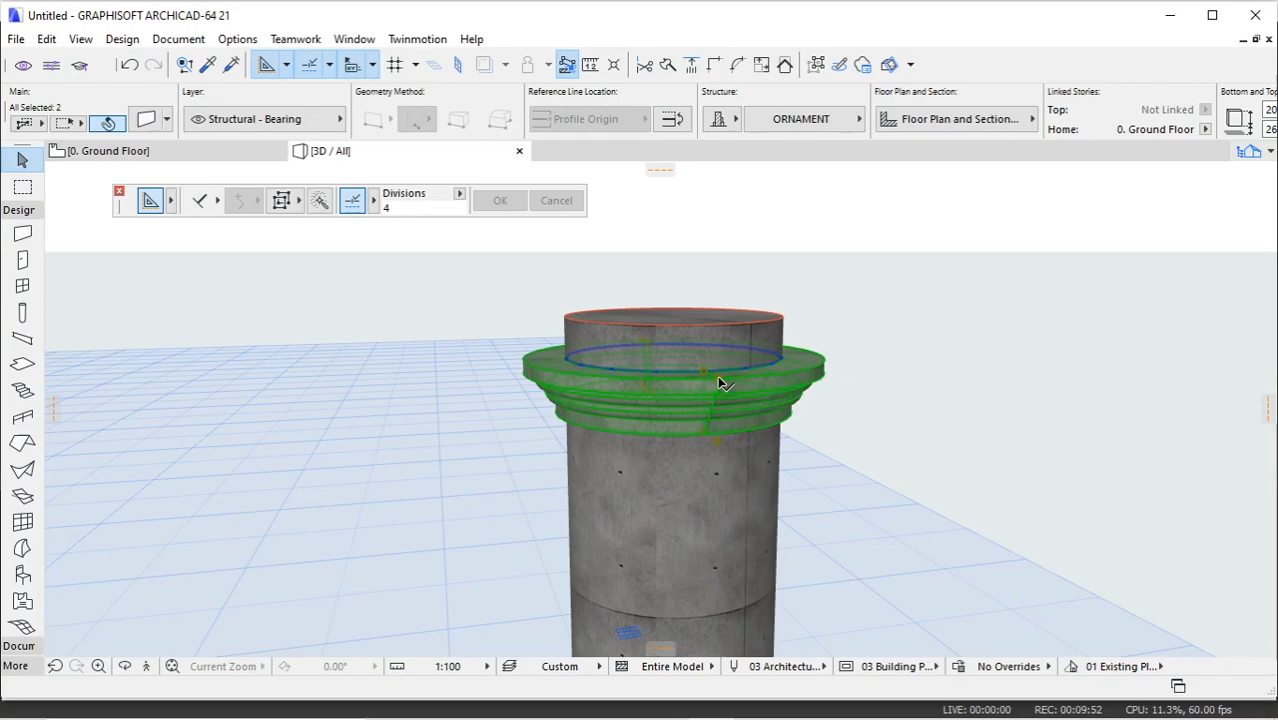 Untitled - GRAPHISOFT ARCHICAD-64 21
File Edit View Design Document Options Teamwork Window Twinmotion Help
Main: Layer: Geometry Method: Reference Line Location: Structure: Floor Plan and Section: Linked Stories: Bottom and Top
All Selected: 2
Top: Not Linked 20
Structural - Bearing Profile Origin ORNAMENT Floor Plan and Section...
Home: 0. Ground Floor 26
[0. Ground Floor] [3D / All]
Divisions
4
OK Cancel
Design
Docum
More Current Zoom 0.00° 1:100 Custom Entire Model 03 Architectu... 03 Building P... No Overrides 01 Existing Pl...
LIVE: 00:00:00 REC: 00:09:52 CPU: 11.3%, 60.00 fps